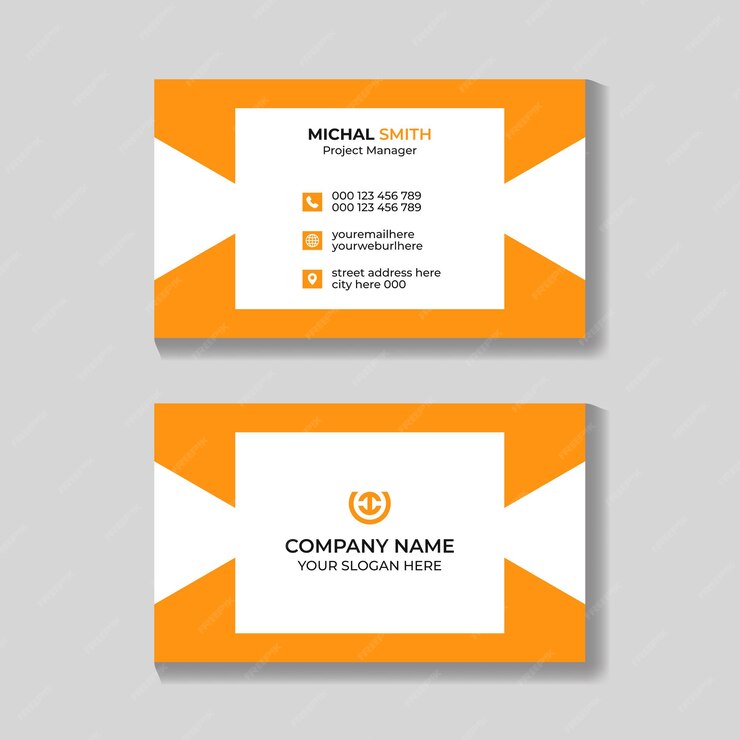 MICHAL SMITH
Project Manager
000 123 456 789
000 123 456 789
youremailhere
yourweburlhere
street address here
city here 000
COMPANY NAME
YOUR SLOGAN HERE